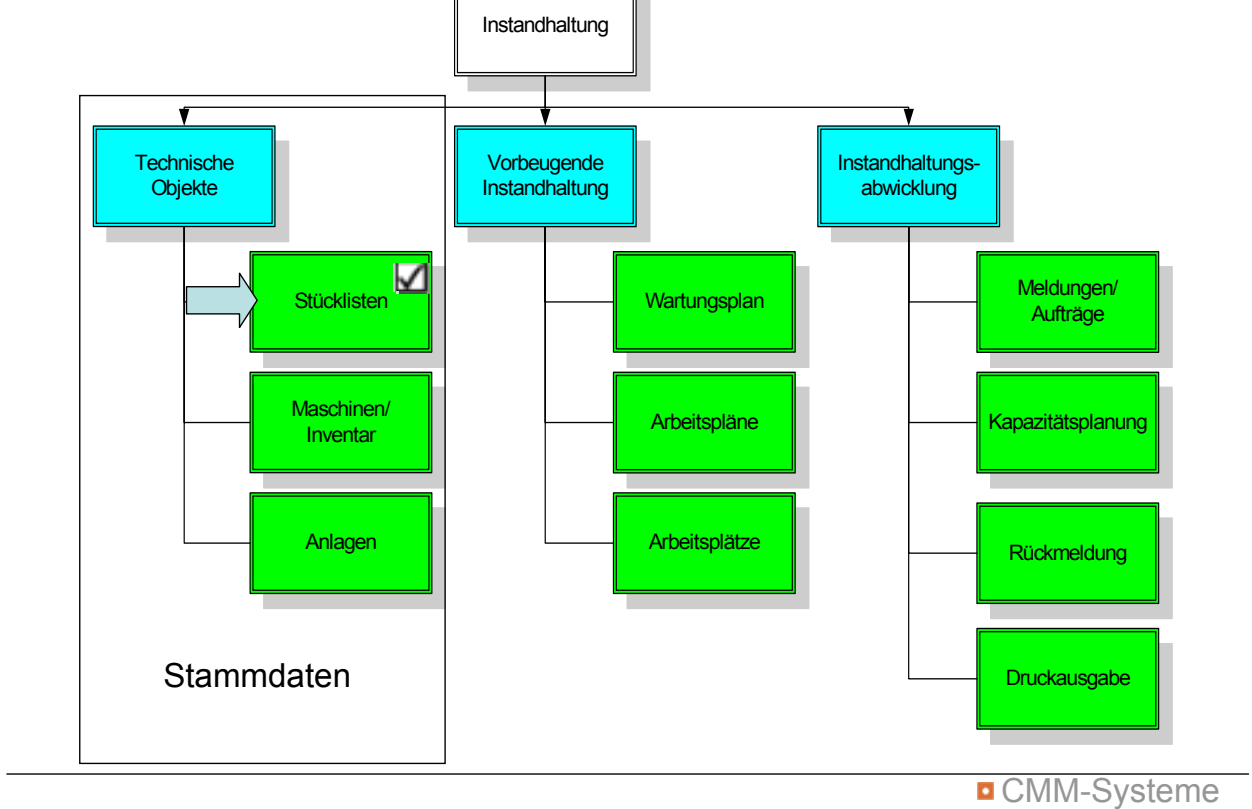 Instandhaltung
Technische
Objekte
Vorbeugende
Instandhaltung
Instandhaltungs-
abwicklung
Stücklisten
Maschinen/
Inventar
Anlagen
Stammdaten
Wartungsplan
Arbeitspläne
Arbeitsplätze
Meldungen/
Aufträge
Kapazitätsplanung
Rückmeldung
Druckausgabe
CMM-Systeme